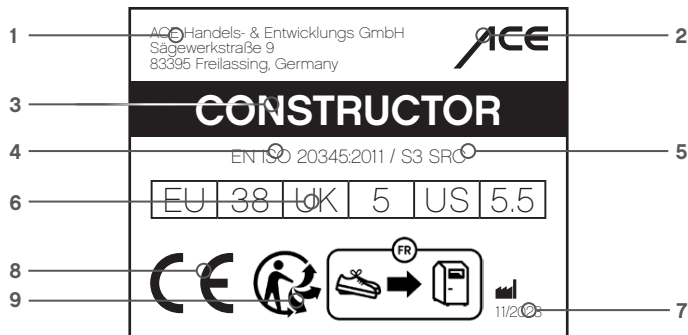 1
ACE Handels- & Entwicklungs GmbH
Sägewerkstraße 9
83395 Freilassing, Germany
ACE
2
3
CONSTRUCTOR
4
EN ISO 20345:2011 / S3 SRC
5
6
EU 38 UK 5 US 5.5
8
CE
9
FR
11/2023
7